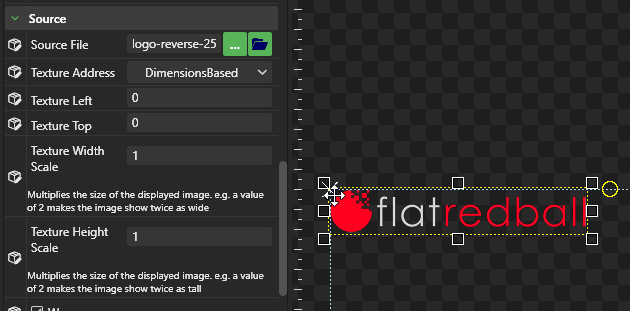 Source
Source File
logo-reverse-25
...
Texture Address
DimensionsBased
Texture Left
0
Texture Top
0
Texture Width
Scale
1
Multiplies the size of the displayed image. e.g. a value
of 2 makes the image show twice as wide
Texture Height
Scale
1
Multiplies the size of the displayed image. e.g. a value
of 2 makes the image show twice as tall
flatredball